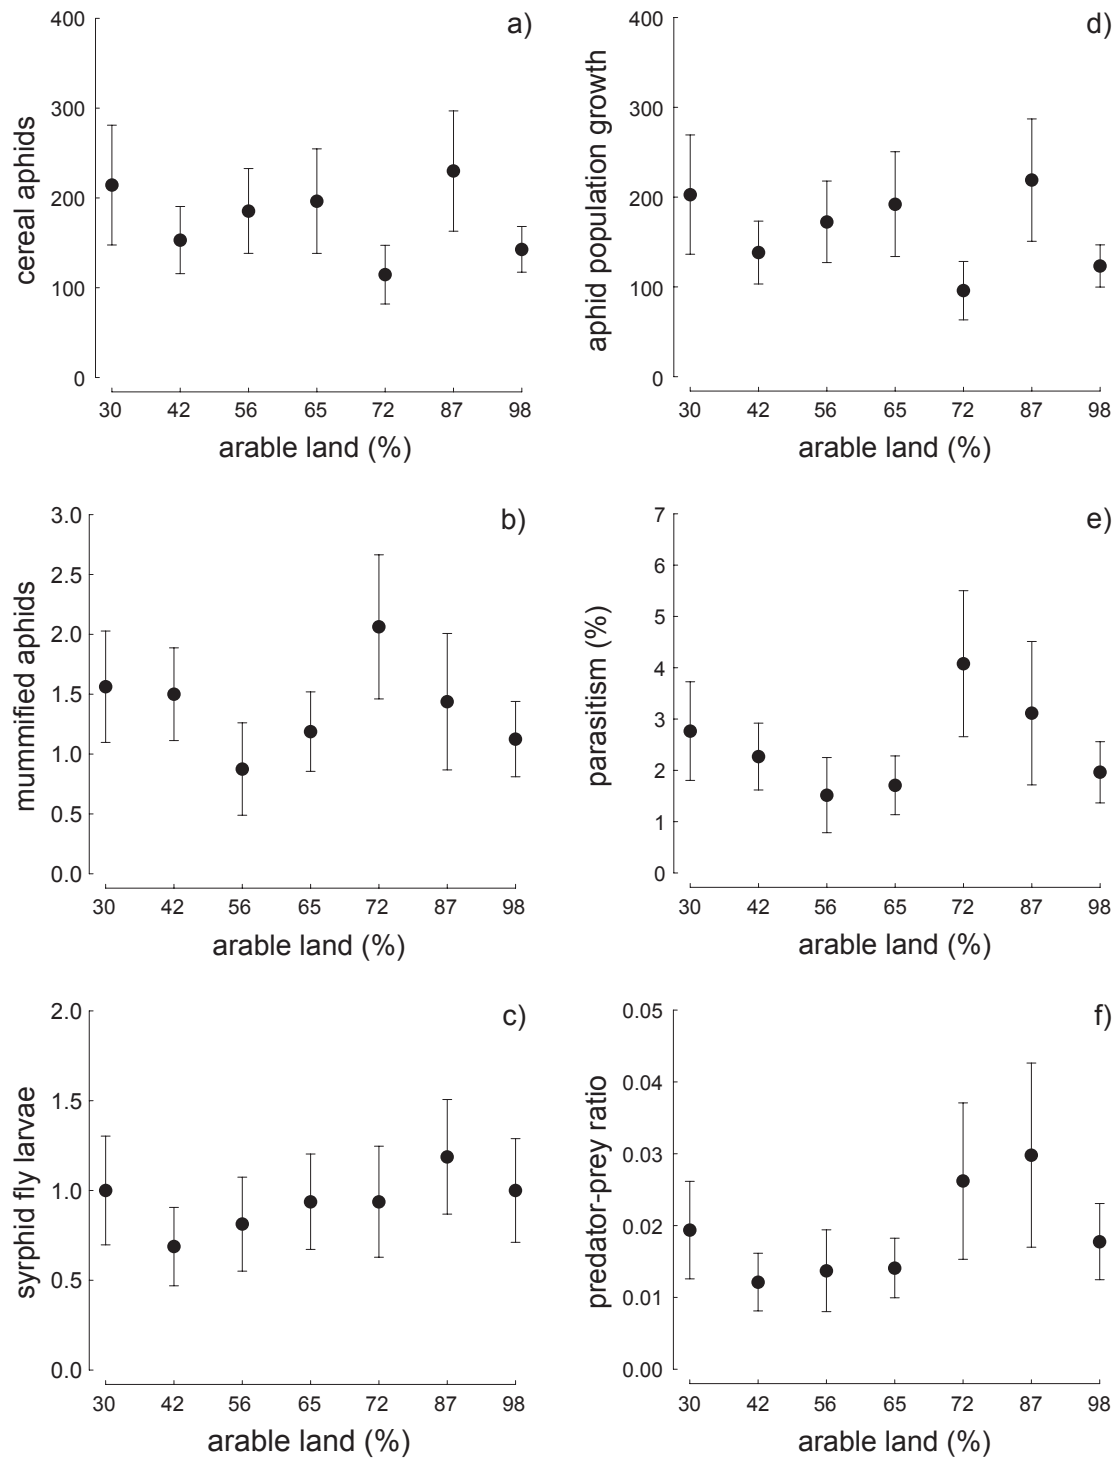 a)
cereal aphids
400
300
200
100
0
30 42 56 65 72 87 98
arable land (%)
d)
aphid population growth
400
300
200
100
0
30 42 56 65 72 87 98
arable land (%)
b)
mummified aphids
3.0
2.5
2.0
1.5
1.0
0.5
0.0
30 42 56 65 72 87 98
arable land (%)
e)
parasitism (%)
7
6
5
4
3
2
1
0
30 42 56 65 72 87 98
arable land (%)
c)
syrphid fly larvae
2.0
1.5
1.0
0.5
0.0
30 42 56 65 72 87 98
arable land (%)
f)
predator-prey ratio
0.05
0.04
0.03
0.02
0.01
0.00
30 42 56 65 72 87 98
arable land (%)